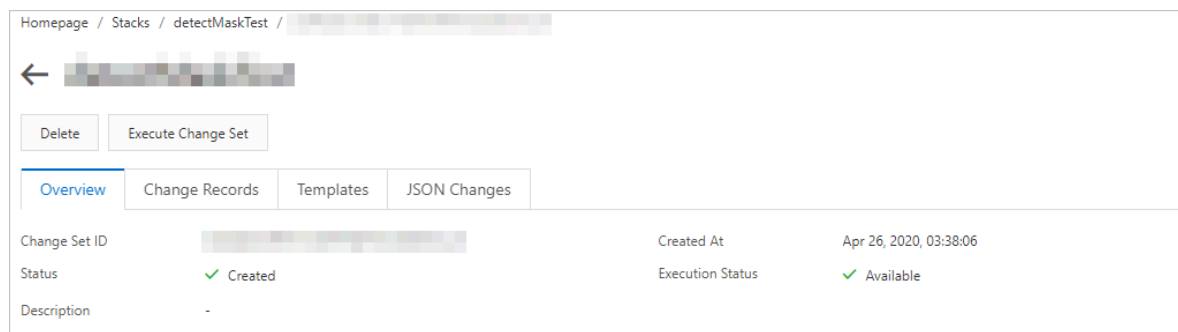 Homepage / Stacks / detectMaskTest /
Delete Execute Change Set
Overview Change Records Templates JSON Changes
Change Set ID Created At Apr 26, 2020, 03:38:06
Status Created Execution Status Available
Description -